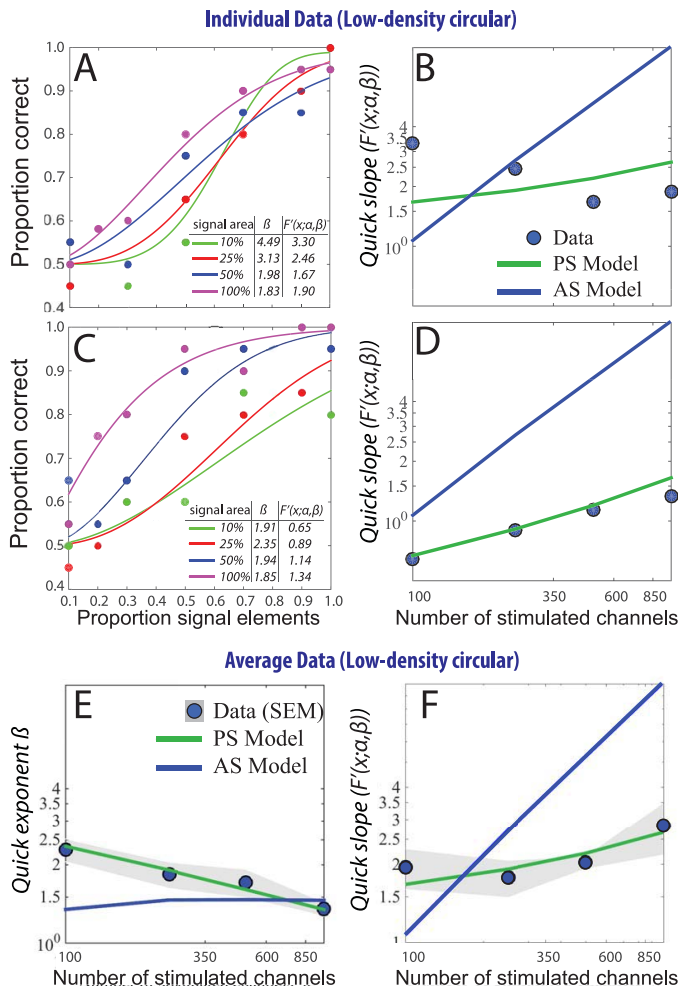 Individual Data (Low-density circular)
A
Proportion correct
1.0
0.9
0.8
0.7
0.6
0.5
0.4
signal area ß F'(x;α,β)
10% 4.49 3.30
25% 3.13 2.46
50% 1.98 1.67
100% 1.83 1.90
B
Quick slope (F'(x;α,β))
4
3.5
3
2.5
2
1.5
10⁰
Data
PS Model
AS Model
C
Proportion correct
1.0
0.9
0.8
0.7
0.6
0.5
0.4
signal area ß F'(x;α,β)
10% 1.91 0.65
25% 2.35 0.89
50% 1.94 1.14
100% 1.85 1.34
0.1 0.2 0.3 0.4 0.5 0.6 0.7 0.8 0.9 1.0
Proportion signal elements
D
Quick slope (F'(x;α,β))
4
3.5
3
2.5
2
1.5
10⁰
100 350 600 850
Number of stimulated channels
Average Data (Low-density circular)
E
Quick exponent ß
4
3.5
3
2.5
2
1.5
10⁰
Data (SEM)
PS Model
AS Model
100 350 600 850
Number of stimulated channels
F
Quick slope (F'(x;α,β))
4
3.5
3
2.5
2
1.5
1
100 350 600 850
Number of stimulated channels